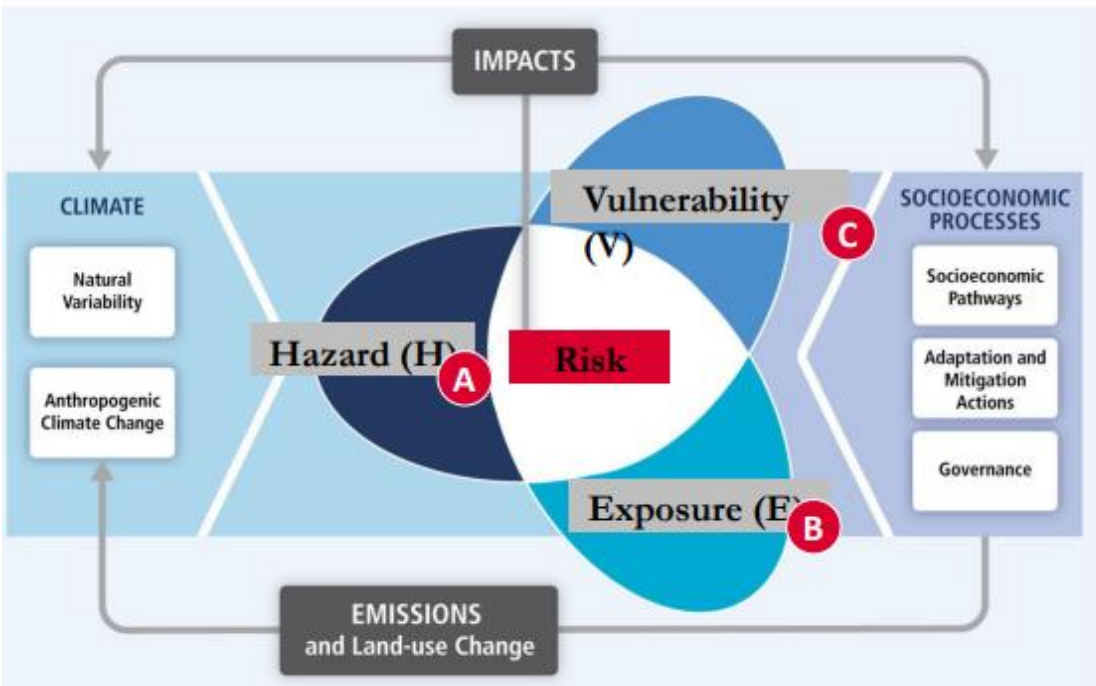 IMPACTS
CLIMATE
Natural
Variability
Anthropogenic
Climate Change
Hazard (H)
A
Risk
Vulnerability
(V)
C
Exposure (E)
B
SOCIOECONOMIC
PROCESSES
Socioeconomic
Pathways
Adaptation and
Mitigation
Actions
Governance
EMISSIONS
and Land-use Change